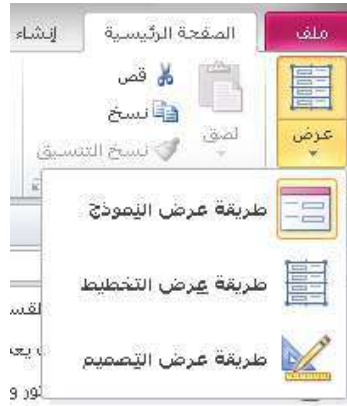 ملف الصفحة الرئيسية إنشاء
قص
نسخ
نسخ التنسيق
لصق
عرض
طريقة عرض النموذج
طريقة عرض التخطيط
طريقة عرض التصميم